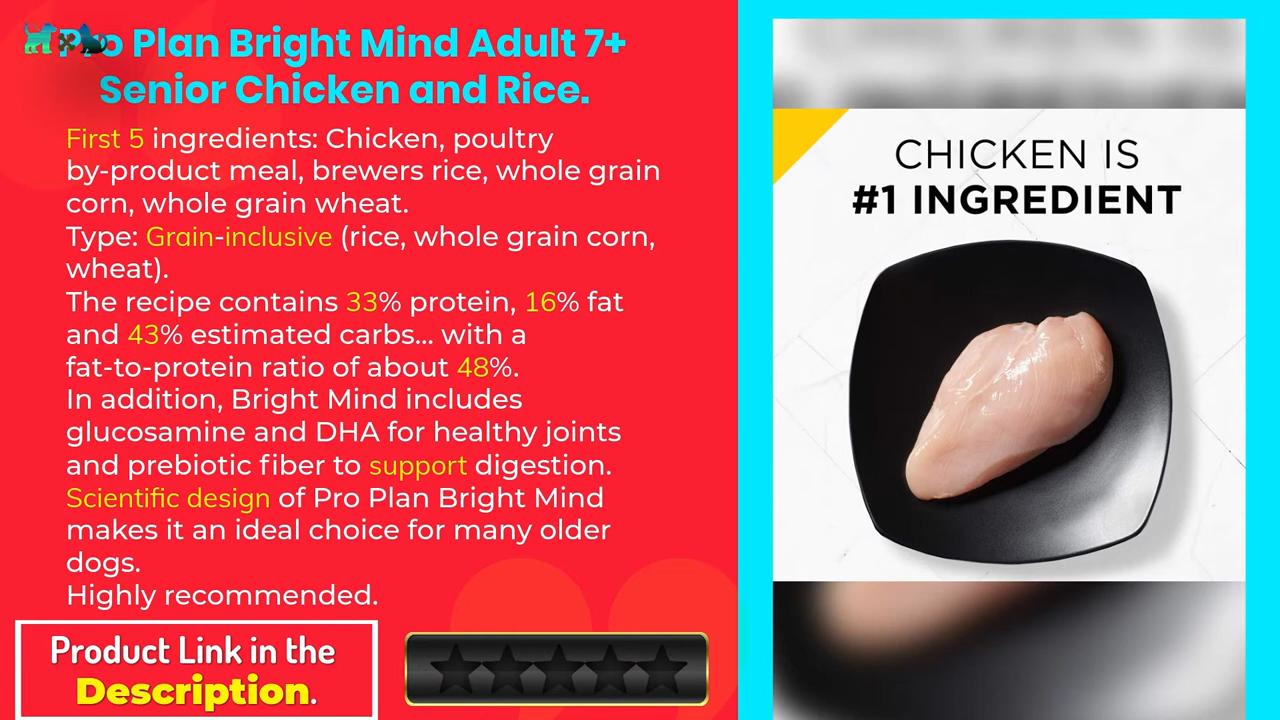 Pro Plan Bright Mind Adult 7+
Senior Chicken and Rice.
First 5 ingredients: Chicken, poultry
by-product meal, brewers rice, whole grain
corn, whole grain wheat.
Type: Grain-inclusive (rice, whole grain corn,
wheat).
The recipe contains 33% protein, 16% fat
and 43% estimated carbs... with a
fat-to-protein ratio of about 48%.
In addition, Bright Mind includes
glucosamine and DHA for healthy joints
and prebiotic fiber to support digestion.
Scientific design of Pro Plan Bright Mind
makes it an ideal choice for many older
dogs.
Highly recommended.
Product Link in the
Description.
CHICKEN IS
#1 INGREDIENT